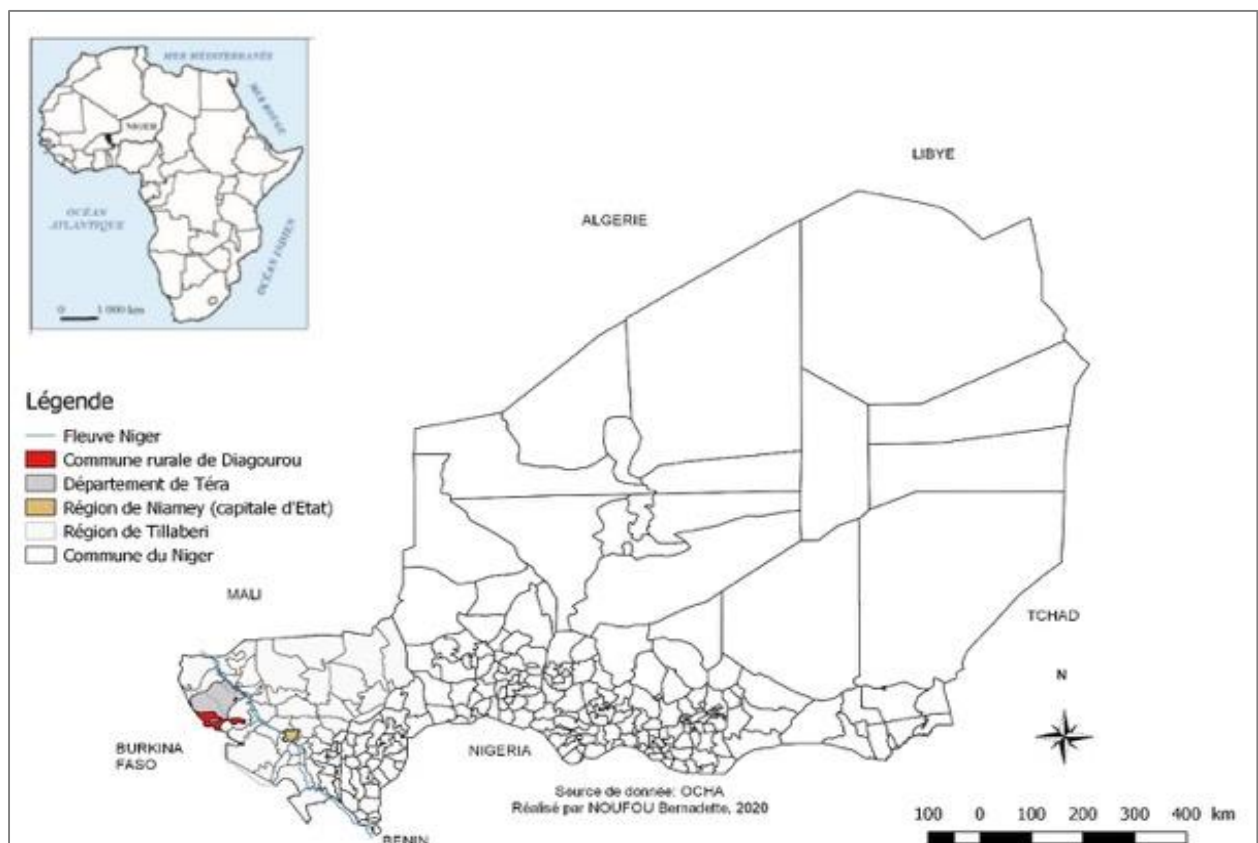 MER MÉDITERRANÉE
MER ROUGE
NIGER
OCÉAN
ATLANTIQUE
OCÉAN INDIEN
0 1 000 km
LIBYE
ALGERIE
Légende
Fleuve Niger
Commune rurale de Diagourou
Département de Téra
Région de Niamey (capitale d'Etat)
Région de Tillaberi
Commune du Niger
MALI
TCHAD
N
BURKINA
FASO
NIGERIA
Source de donnée: OCHA
Réalisé par NOUFOU Bernadette, 2020
BENIN
100 0 100 200 300 400 km